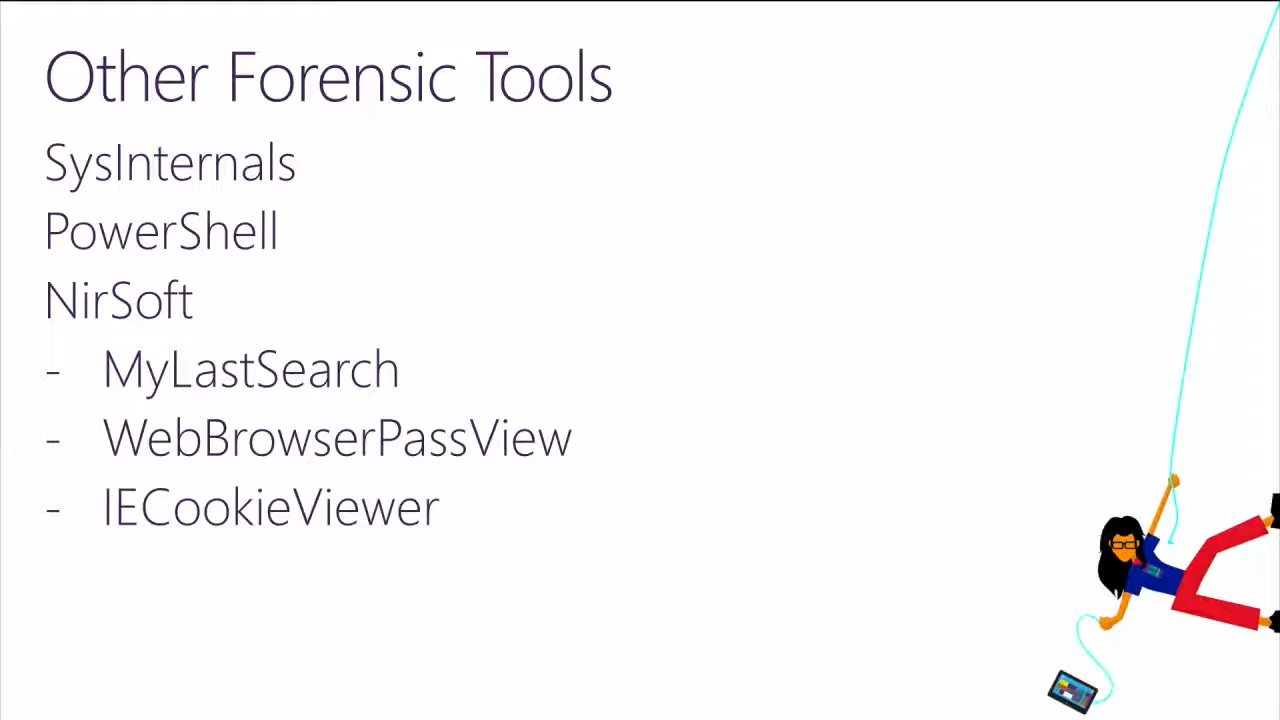 Other Forensic Tools
SysInternals
PowerShell
NirSoft
- MyLastSearch
- WebBrowserPassView
- IECookieViewer